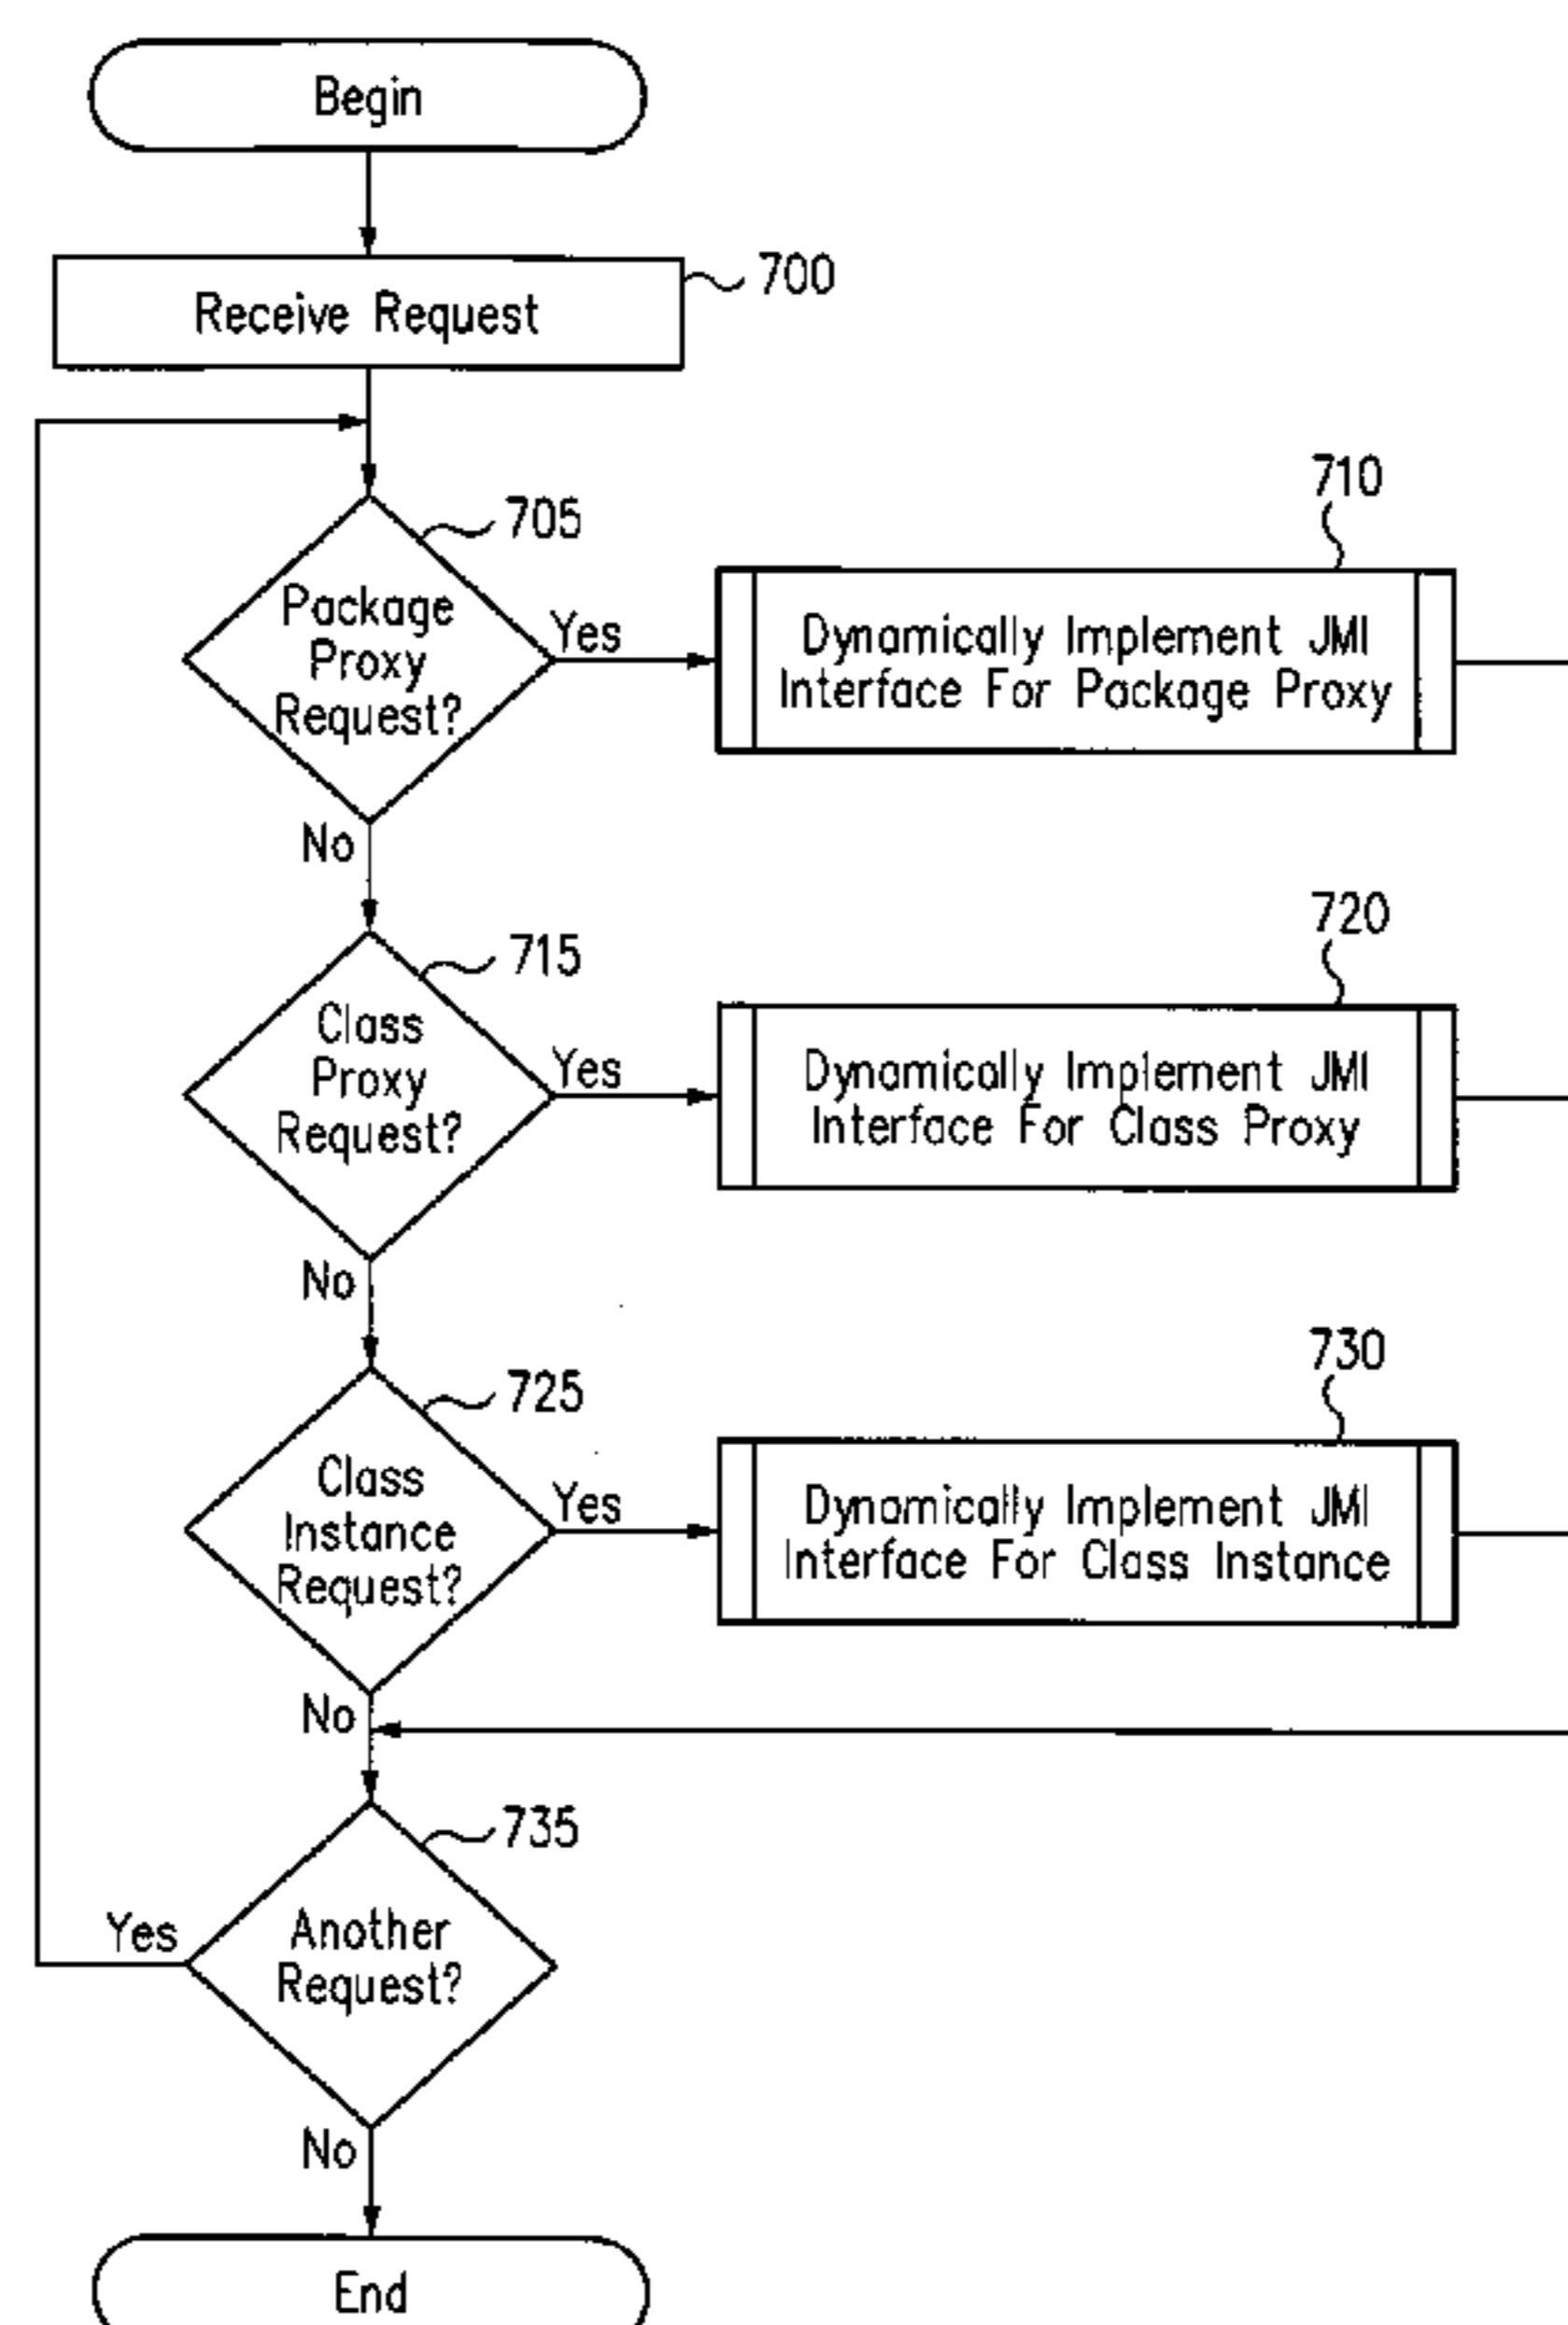 Begin
Receive Request
700
705
Package
Proxy
Request?
Yes
No
710
Dynamically Implement JMI
Interface For Package Proxy
715
Class
Proxy
Request?
Yes
No
720
Dynamically Implement JMI
Interface For Class Proxy
725
Class
Instance
Request?
Yes
No
730
Dynamically Implement JMI
Interface For Class Instance
735
Another
Request?
Yes
No
End